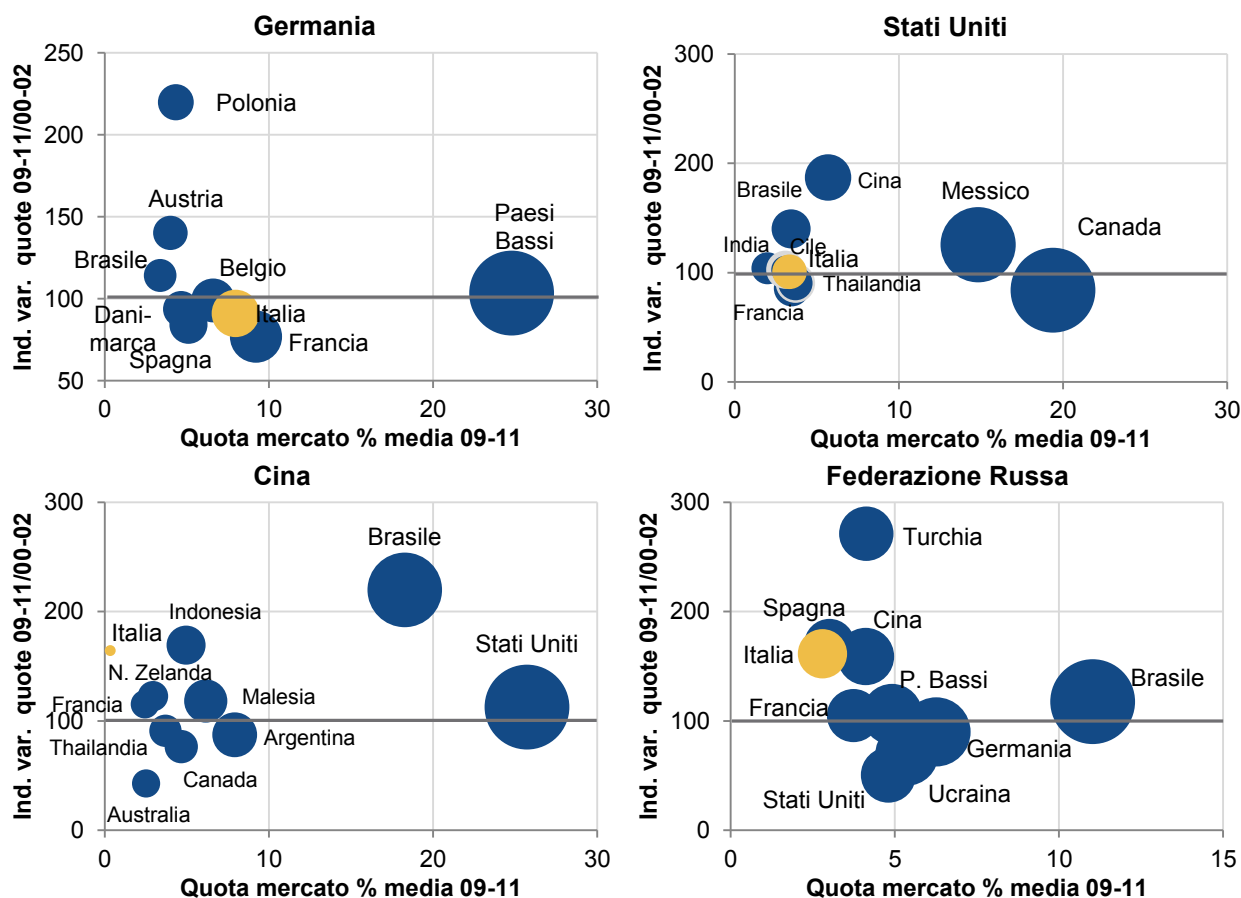 Germania
Ind. var. quote 09-11/00-02
250
200
150
100
50
Polonia
Austria
Brasile
Belgio
Paesi
Bassi
Dani-
marca
Italia
Spagna
Francia
0
10
20
30
Quota mercato % media 09-11
Stati Uniti
Ind. var. quote 09-11/00-02
300
200
100
0
Brasile
Cina
Messico
Canada
India
Cile
Italia
Thailandia
Francia
0
10
20
30
Quota mercato % media 09-11
Cina
Ind. var. quote 09-11/00-02
300
200
100
0
Brasile
Indonesia
Italia
Stati Uniti
N. Zelanda
Francia
Malesia
Thailandia
Argentina
Canada
Australia
0
10
20
30
Quota mercato % media 09-11
Federazione Russa
Ind. var. quote 09-11/00-02
300
200
100
0
Turchia
Spagna
Cina
Italia
P. Bassi
Brasile
Francia
Germania
Stati Uniti
Ucraina
0
5
10
15
Quota mercato % media 09-11